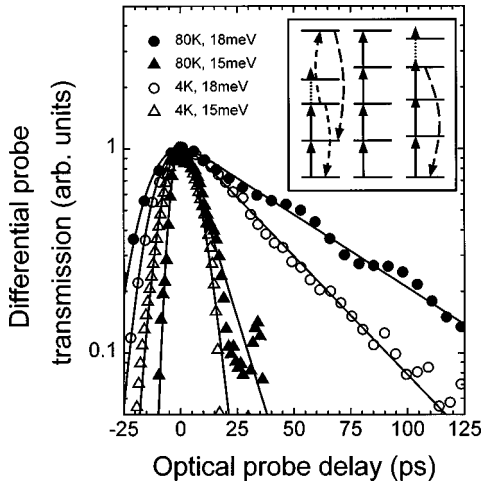 80K, 18meV
80K, 15meV
4K, 18meV
4K, 15meV
Differential probe
transmission (arb. units)
1
0.1
-25 0 25 50 75 100 125
Optical probe delay (ps)